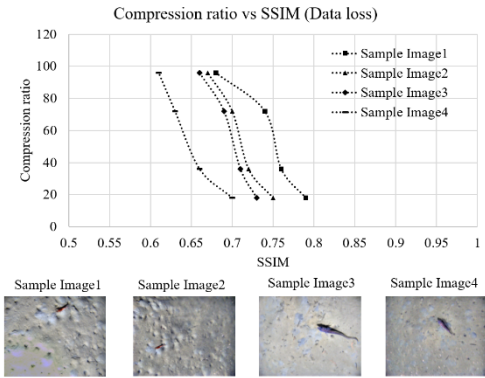 Compression ratio vs SSIM (Data loss)
120
100
80
60
40
20
0
Compression ratio
Sample Image1
Sample Image2
Sample Image3
Sample Image4
0.5 0.55 0.6 0.65 0.7 0.75 0.8 0.85 0.9 0.95 1
SSIM
Sample Image1 Sample Image2 Sample Image3 Sample Image4